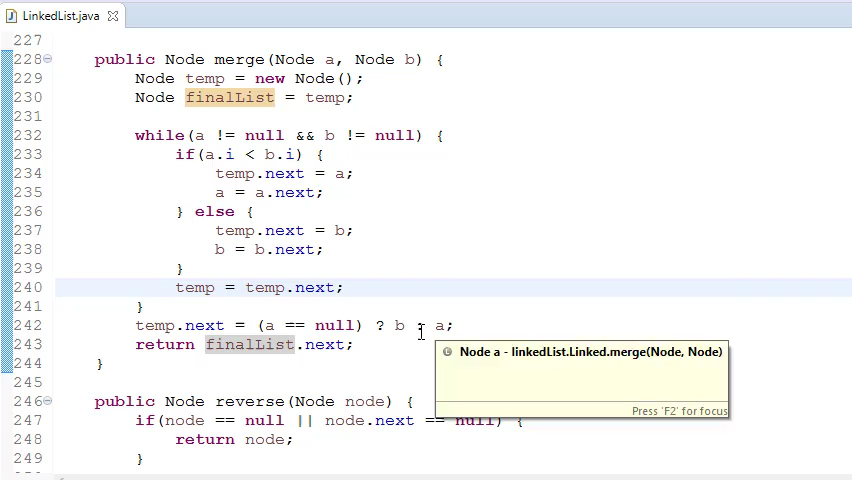 LinkedList.java
227
228 public Node merge(Node a, Node b) {
229 Node temp = new Node();
230 Node finalList = temp;
231
232 while(a != null && b != null) {
233 if(a.i < b.i) {
234 temp.next = a;
235 a = a.next;
236 } else {
237 temp.next = b;
238 b = b.next;
239 }
240 temp = temp.next;
241 }
242 temp.next = (a == null) ? b : a;
243 return finalList.next;
Node a - linkedList.Linked.merge(Node, Node)
244 }
245
246 public Node reverse(Node node) {
Press 'F2' for focus
247 if(node == null || node.next == null) {
248 return node;
249 }